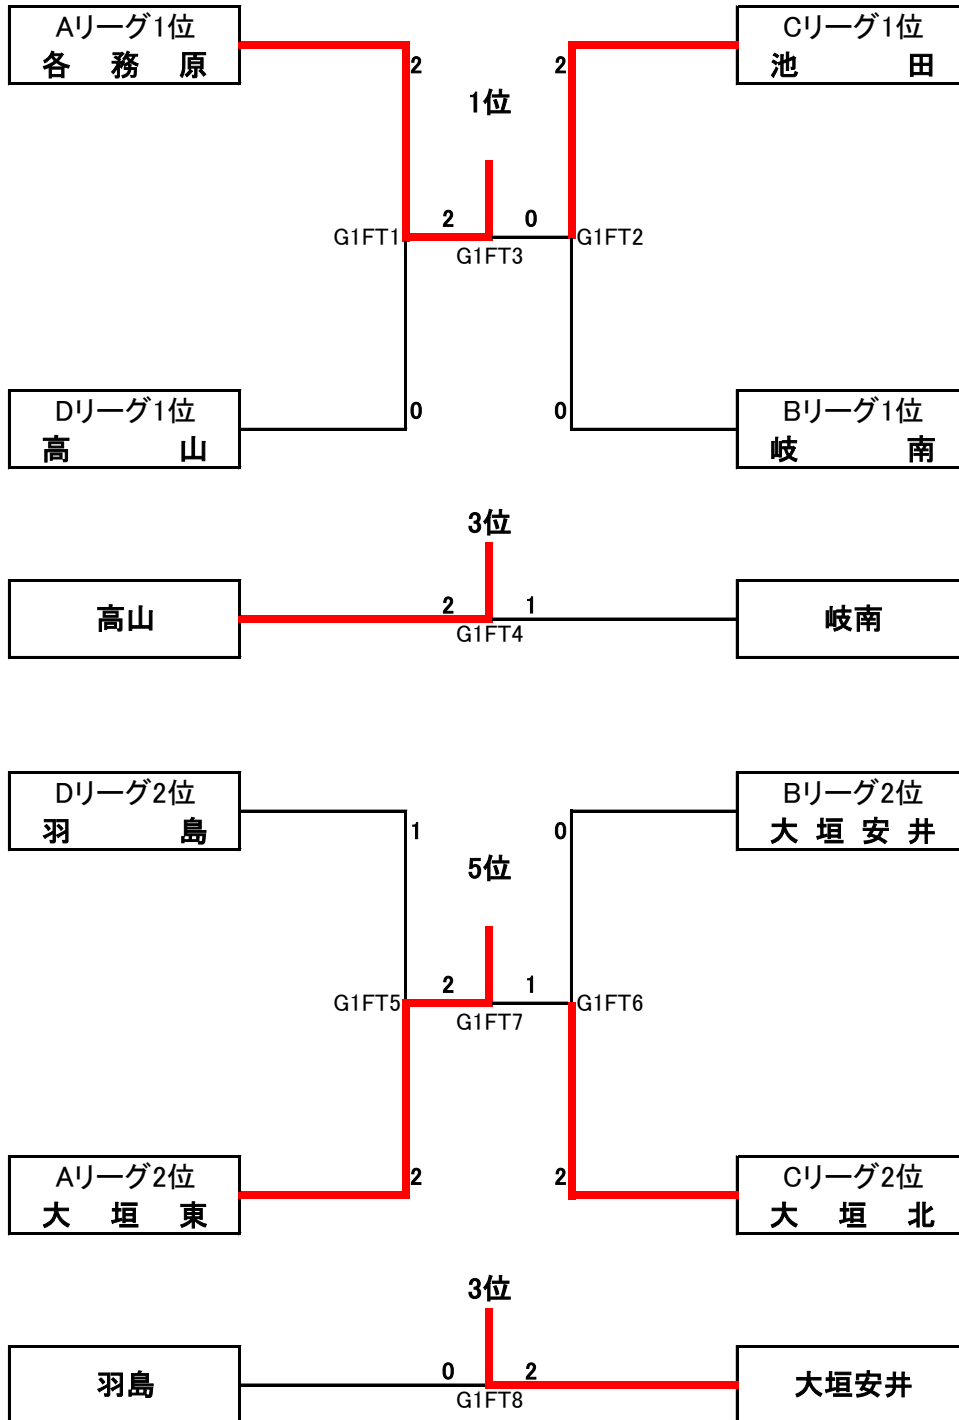 Aリーグ1位
各務原
Cリーグ1位
池田
2
2
1位
2
0
G1FT1
G1FT2
G1FT3
Dリーグ1位
高山
0
0
Bリーグ1位
岐南
3位
高山
2
1
岐南
G1FT4
Dリーグ2位
羽島
Bリーグ2位
大垣安井
1
0
5位
2
1
G1FT5
G1FT6
G1FT7
Aリーグ2位
大垣東
2
2
Cリーグ2位
大垣北
3位
羽島
0
2
大垣安井
G1FT8